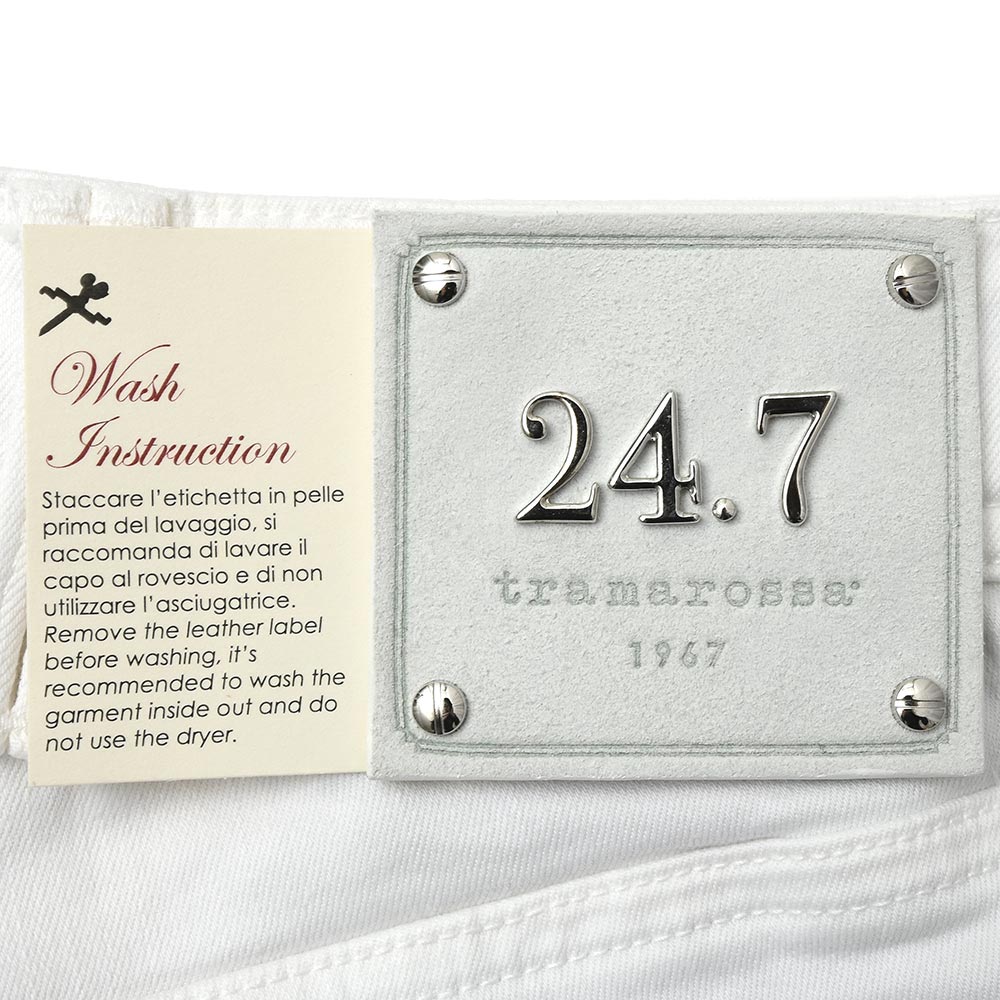 Wash
Instruction
Staccare l'etichetta in pelle
prima del lavaggio, si
raccomanda di lavare il
capo al rovescio e di non
utilizzare l'asciugatrice.
Remove the leather label
before washing, it's
recommended to wash the
garment inside out and do
not use the dryer.
24.7
tramarossa
1967